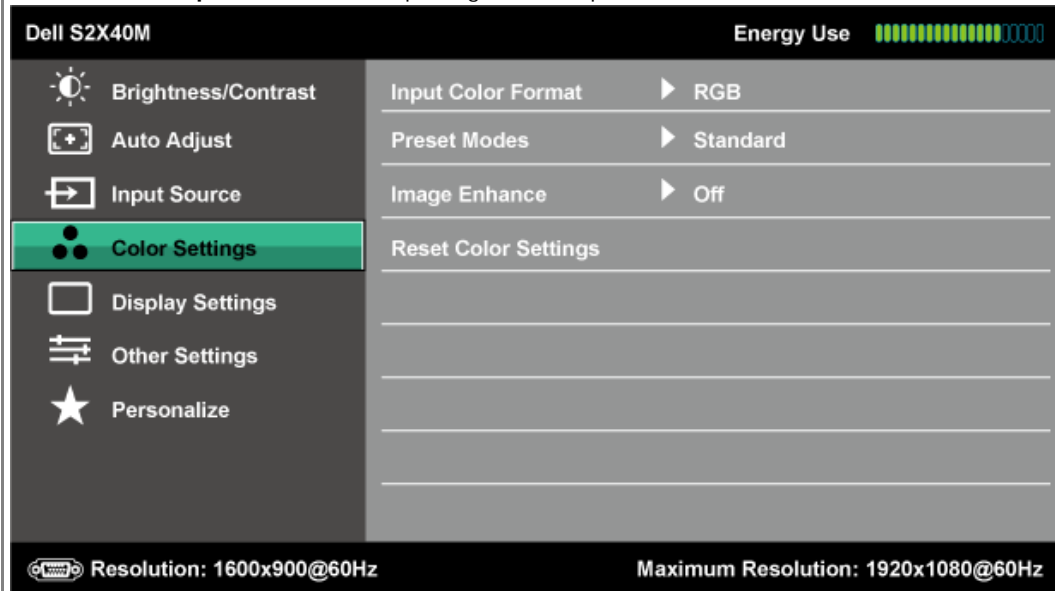 Dell S2X40M Energy Use
Brightness/Contrast
Auto Adjust
Input Source
Color Settings
Display Settings
Other Settings
Personalize
Input Color Format RGB
Preset Modes Standard
Image Enhance Off
Reset Color Settings
Resolution: 1600x900@60Hz Maximum Resolution: 1920x1080@60Hz